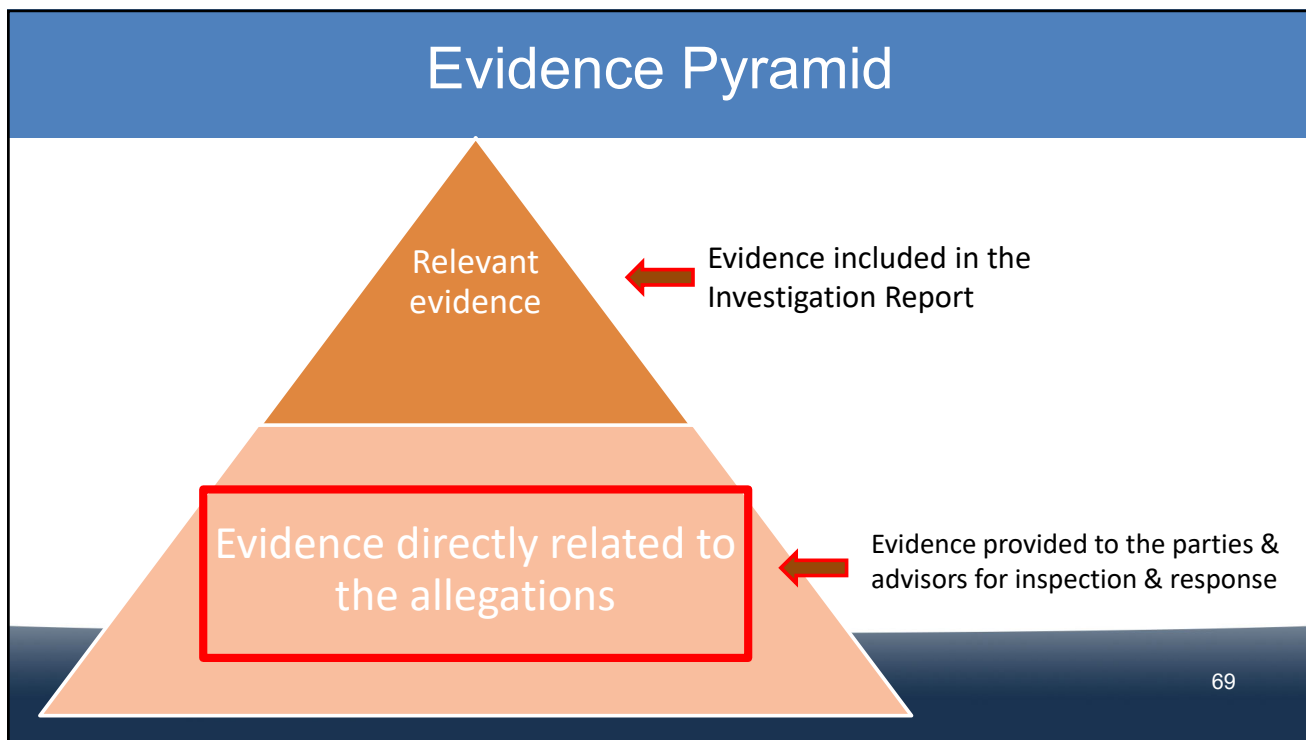 Evidence Pyramid
Relevant
evidence
Evidence included in the
Investigation Report
Evidence directly related to
the allegations
Evidence provided to the parties &
advisors for inspection & response
69